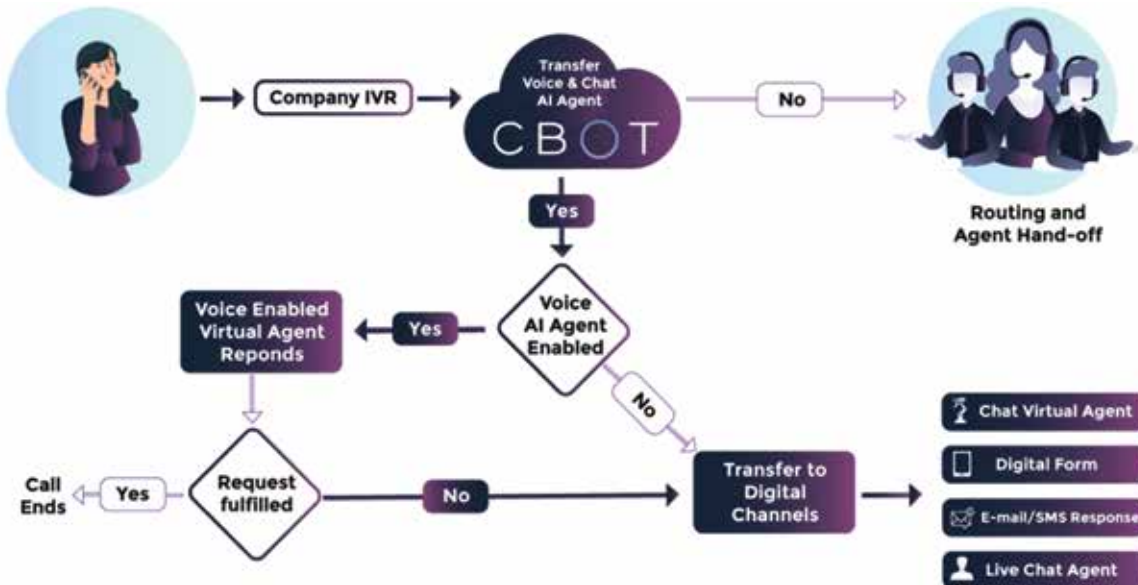 Transfer
Voice & Chat
AI Agent
CBOT
Company IVR
No
Routing and
Agent Hand-off
Yes
Voice
AI Agent
Enabled
Yes
Voice Enabled
Virtual Agent
Reponds
No
Request
fulfilled
Yes
Call
Ends
No
Transfer to
Digital
Channels
Chat Virtual Agent
Digital Form
E-mail/SMS Response
Live Chat Agent